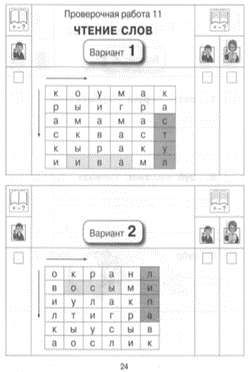 Проверочная работа 11
ЧТЕНИЕ СЛОВ
+ – ?
+ – ?
Вариант 1
к о у м а к
р ы и г р а
а м а м а с
с к в а с т
к ы р а к у
и и в а м л
+ – ?
+ – ?
Вариант 2
о к р а н л
в о с ы м и
и у л а к п
л т и г р а
к ы у с ы в
а о с л и к
24